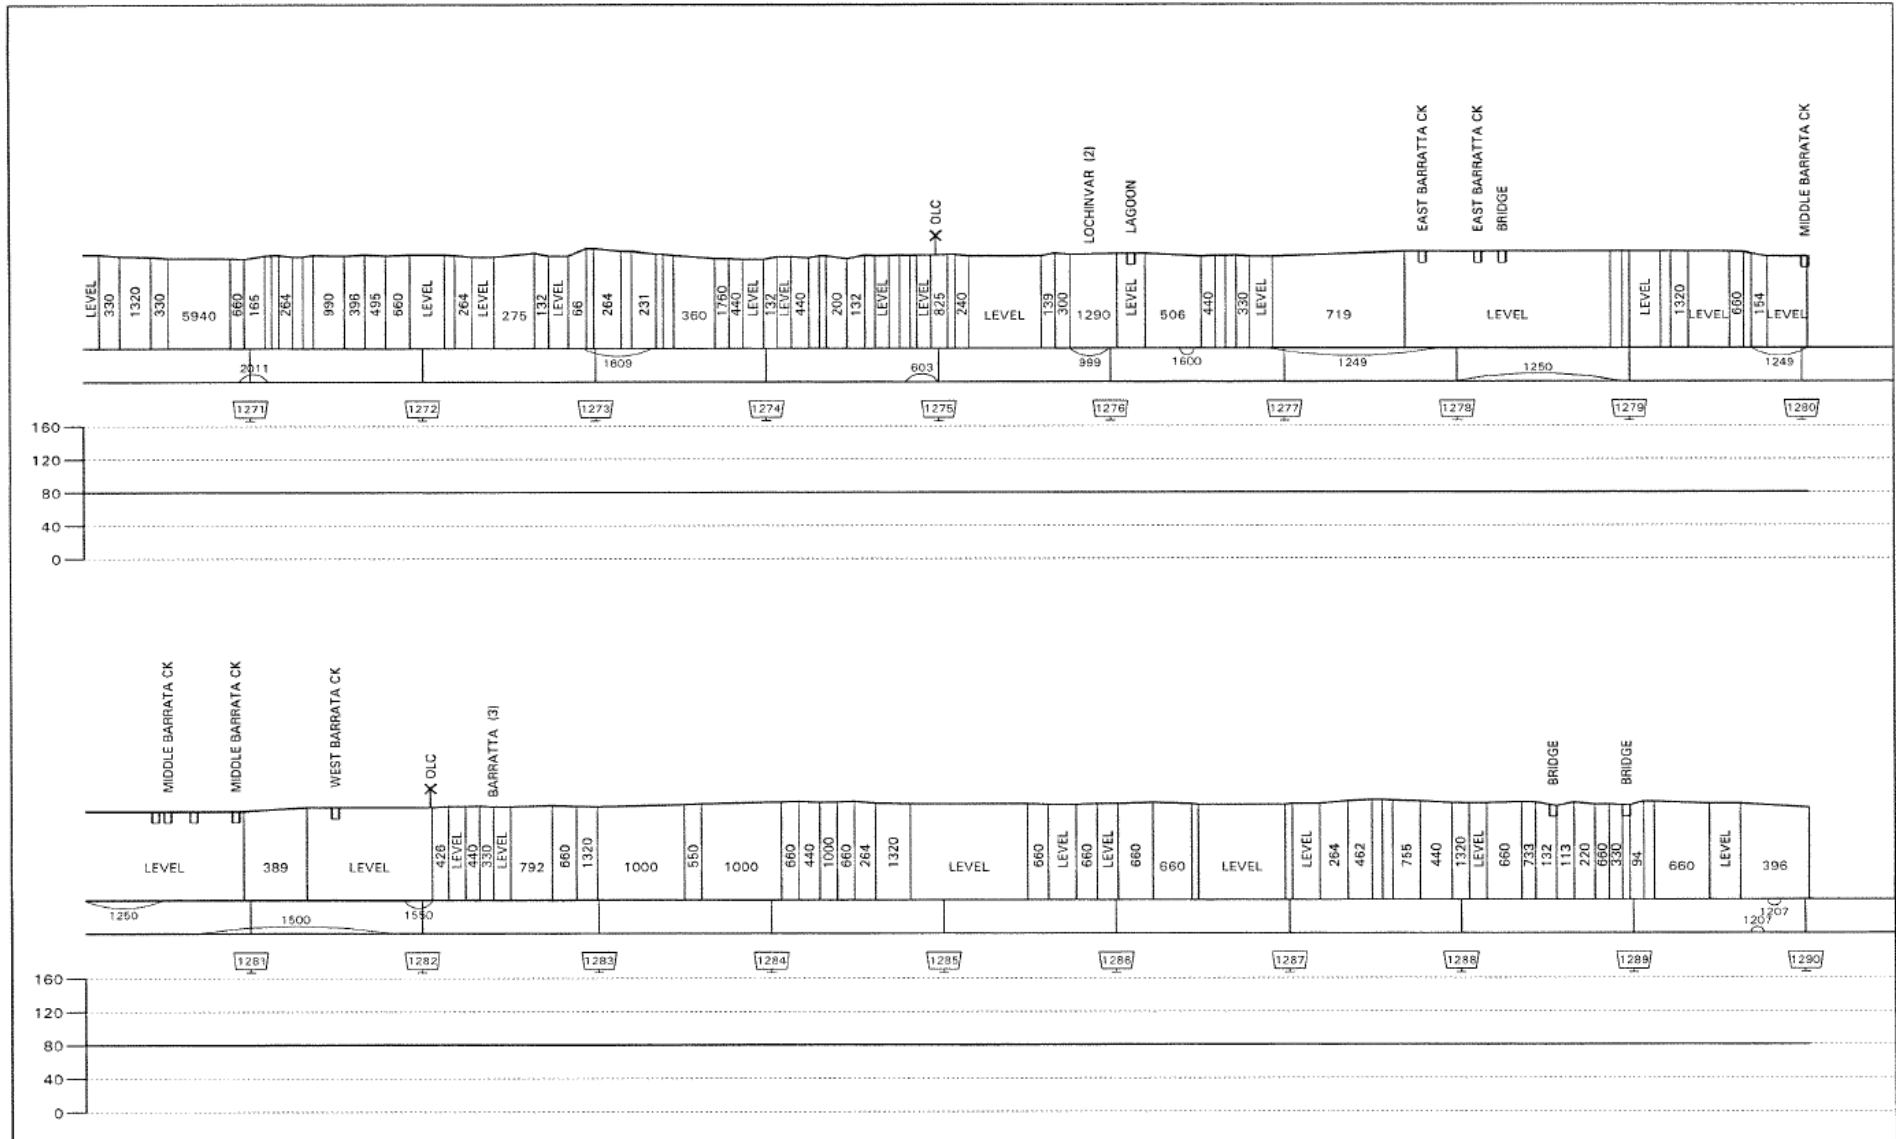 LOCHINVAR (2)
LAGOON
EAST BARRATTA CK
EAST BARRATTA CK
BRIDGE
MIDDLE BARRATA CK
X OLC
LEVEL 330 1320 330 5940 660 165 264 990 396 495 660 LEVEL 264 LEVEL 275 132 LEVEL 66 264 231 360 1760 440 LEVEL 132 LEVEL 440 200 132 LEVEL LEVEL 825 240 LEVEL 139 300 1290 LEVEL 506 440 330 LEVEL 719 LEVEL LEVEL 1320 LEVEL 660 154 LEVEL
2011 1609 603 999 1600 1249 1250 1249
1271 1272 1273 1274 1275 1276 1277 1278 1279 1280
160
120
80
40
0
MIDDLE BARRATA CK
MIDDLE BARRATA CK
WEST BARRATA CK
X OLC
BARRATTA (3)
BRIDGE
BRIDGE
LEVEL 389 LEVEL 426 LEVEL 440 330 LEVEL 792 660 1320 1000 550 1000 660 440 1000 660 264 1320 LEVEL 660 LEVEL 660 LEVEL 660 660 LEVEL LEVEL 264 462 755 440 1320 LEVEL 660 733 132 113 220 660 330 94 660 LEVEL 396
1250 1500 1550 1207 1207
1281 1282 1283 1284 1285 1286 1287 1288 1289 1290
160
120
80
40
0